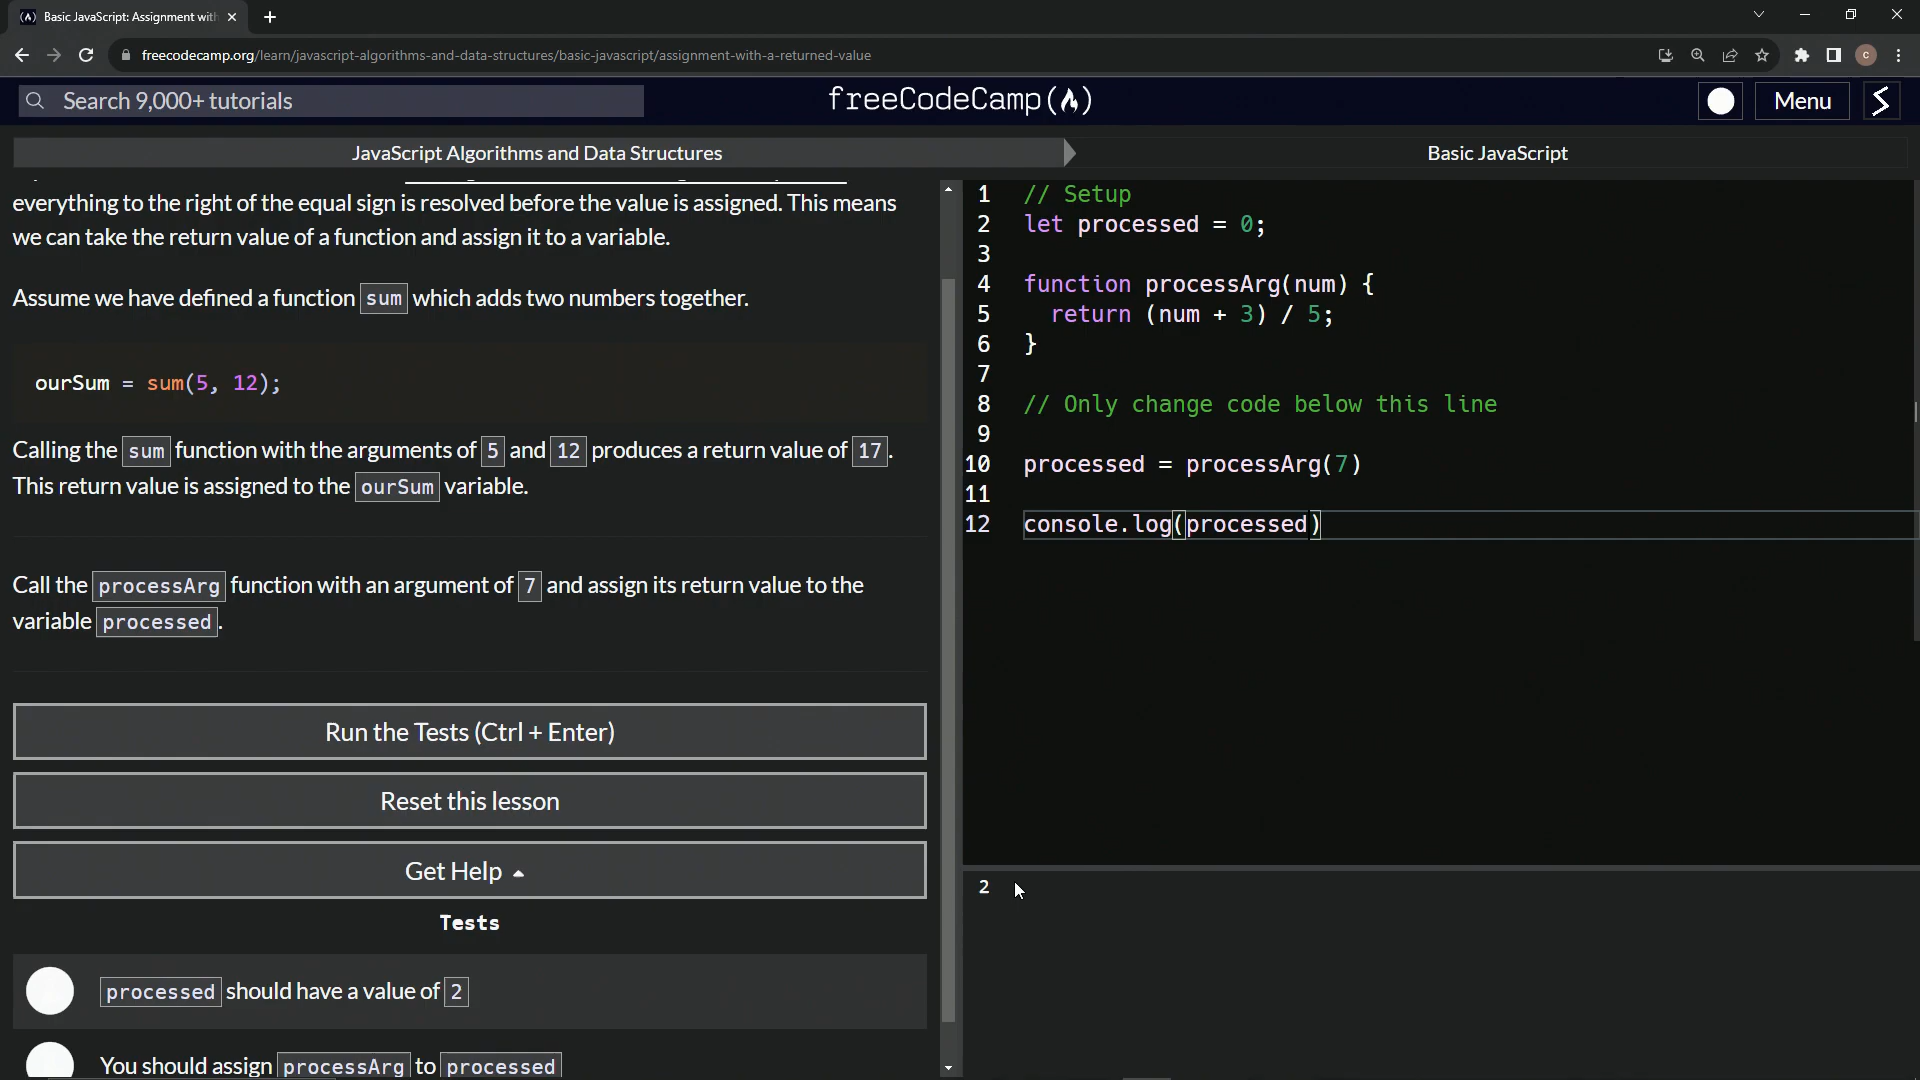 Basic JavaScript: Assignment with
freecodecamp.org/learn/javascript-algorithms-and-data-structures/basic-javascript/assignment-with-a-returned-value
c
Search 9,000+ tutorials
freeCodeCamp
Menu
JavaScript Algorithms and Data Structures
Basic JavaScript
everything to the right of the equal sign is resolved before the value is assigned. This means
we can take the return value of a function and assign it to a variable.
Assume we have defined a function sum which adds two numbers together.
ourSum = sum(5, 12);
Calling the sum function with the arguments of 5 and 12 produces a return value of 17.
This return value is assigned to the ourSum variable.
Call the processArg function with an argument of 7 and assign its return value to the
variable processed.
Run the Tests (Ctrl + Enter)
Reset this lesson
Get Help
Tests
processed should have a value of 2
You should assign processArg to processed
1 // Setup
2 let processed = 0;
3
4 function processArg(num) {
5 return (num + 3) / 5;
6 }
7
8 // Only change code below this line
9
10 processed = processArg(7)
11
12 console.log(processed)
2